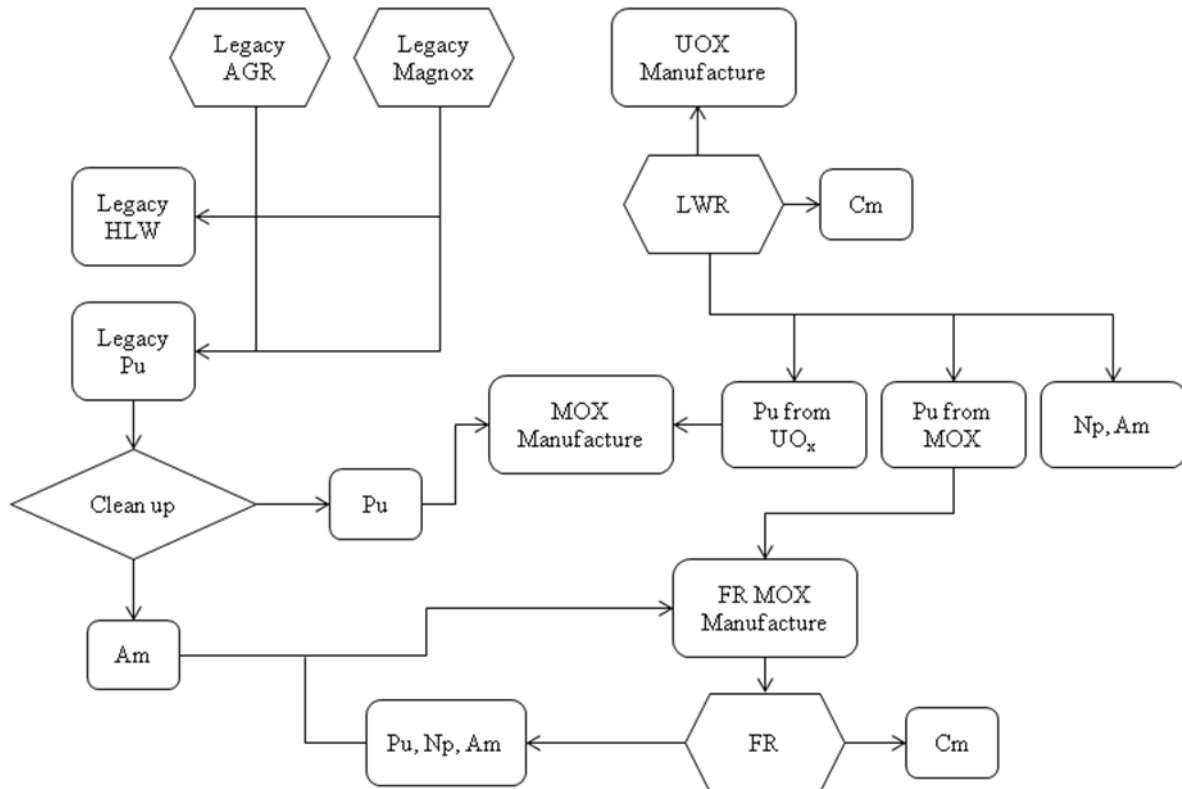 Legacy
AGR
Legacy
Magnox
UOX
Manufacture
Legacy
HLW
LWR
Cm
Legacy
Pu
MOX
Manufacture
Pu from
UOₓ
Pu from
MOX
Np, Am
Clean up
Pu
FR MOX
Manufacture
Am
Pu, Np, Am
FR
Cm